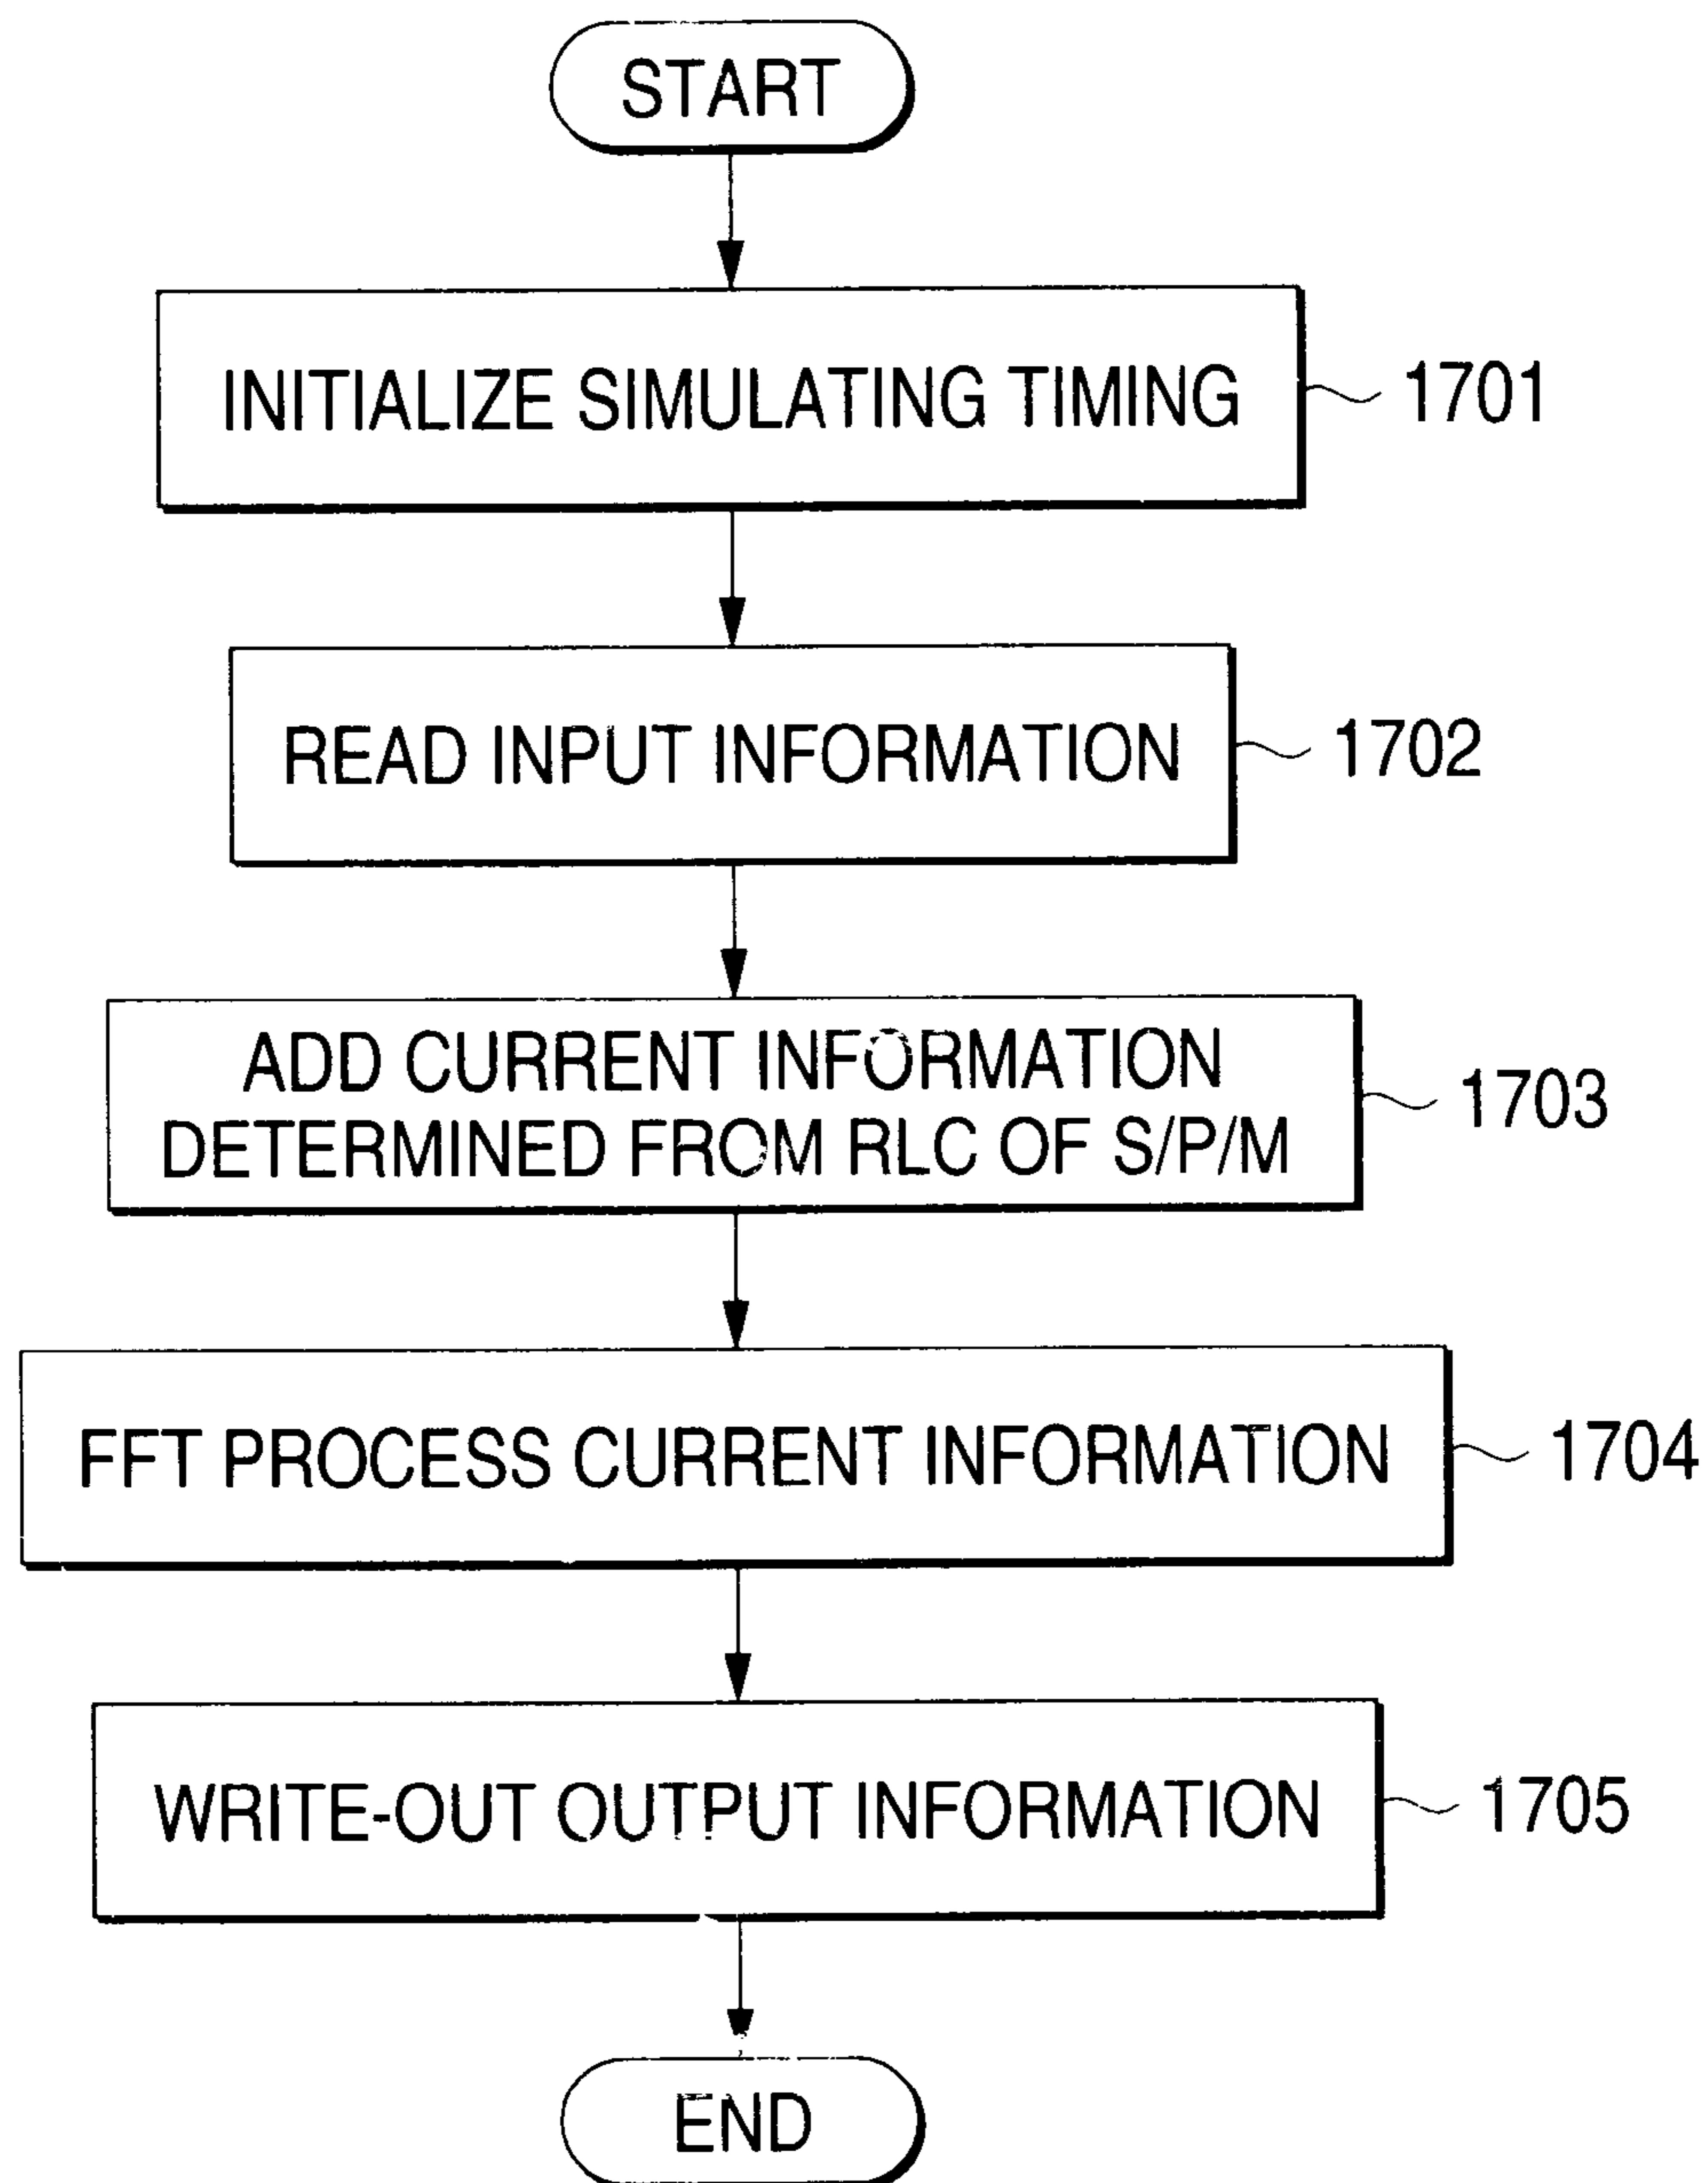 START
INITIALIZE SIMULATING TIMING
1701
READ INPUT INFORMATION
1702
ADD CURRENT INFORMATION
DETERMINED FROM RLC OF S/P/M
1703
FFT PROCESS CURRENT INFORMATION
1704
WRITE-OUT OUTPUT INFORMATION
1705
END